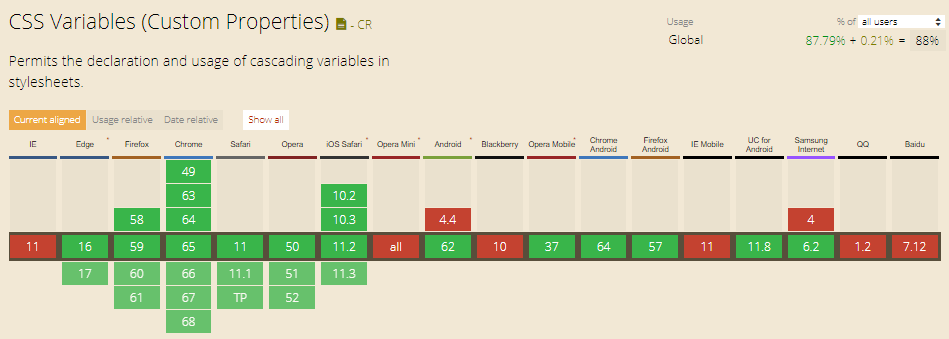 CSS Variables (Custom Properties) - CR
Usage % of all users
Global 87.79% + 0.21% = 88%
Permits the declaration and usage of cascading variables in
stylesheets.
Current aligned Usage relative Date relative Show all
IE Edge * Firefox Chrome Safari Opera iOS Safari * Opera Mini * Android * Blackberry Opera Mobile * Chrome Android Firefox Android IE Mobile UC for Android Samsung Internet QQ Baidu
49
63 10.2
58 64 10.3 4.4 4
11 16 59 65 11 50 11.2 all 62 10 37 64 57 11 11.8 6.2 1.2 7.12
17 60 66 11.1 51 11.3
61 67 TP 52
68